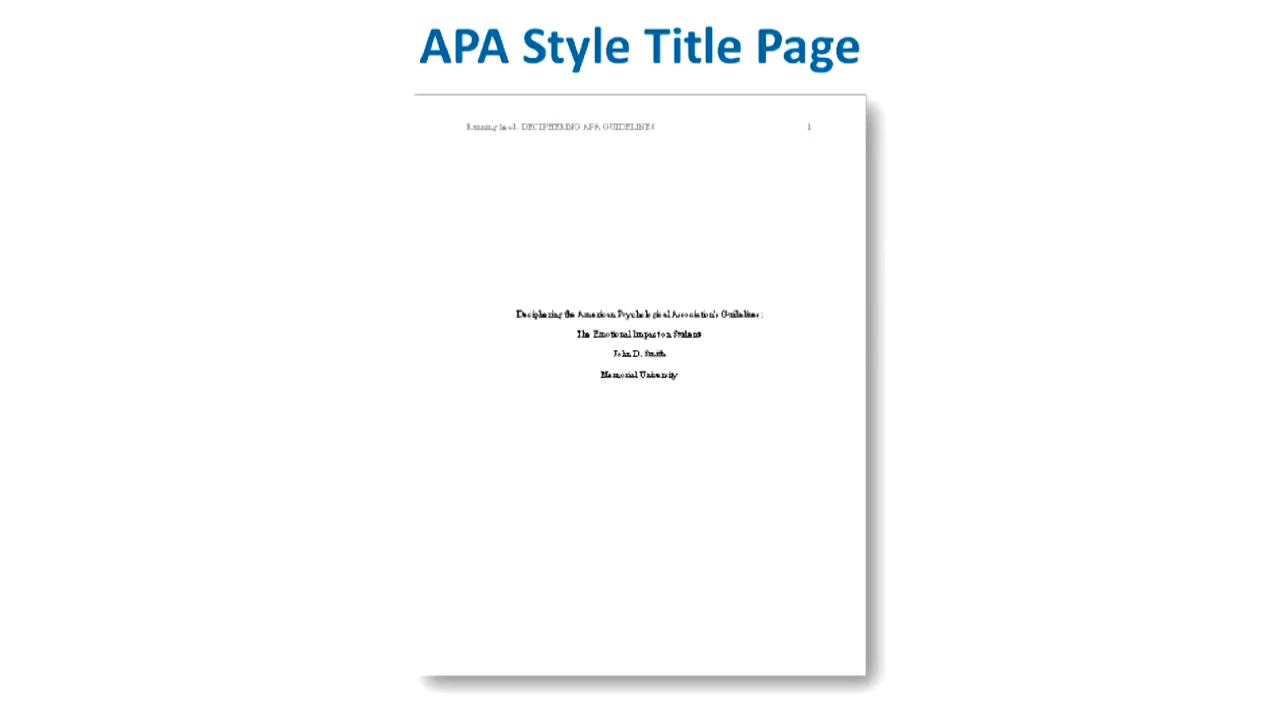 APA Style Title Page
Running head: DECIPHERING APA GUIDELINES 1
Deciphering the American Psychological Association's Guidelines:
The Emotional Impact on Students
John D. Smith
Memorial University